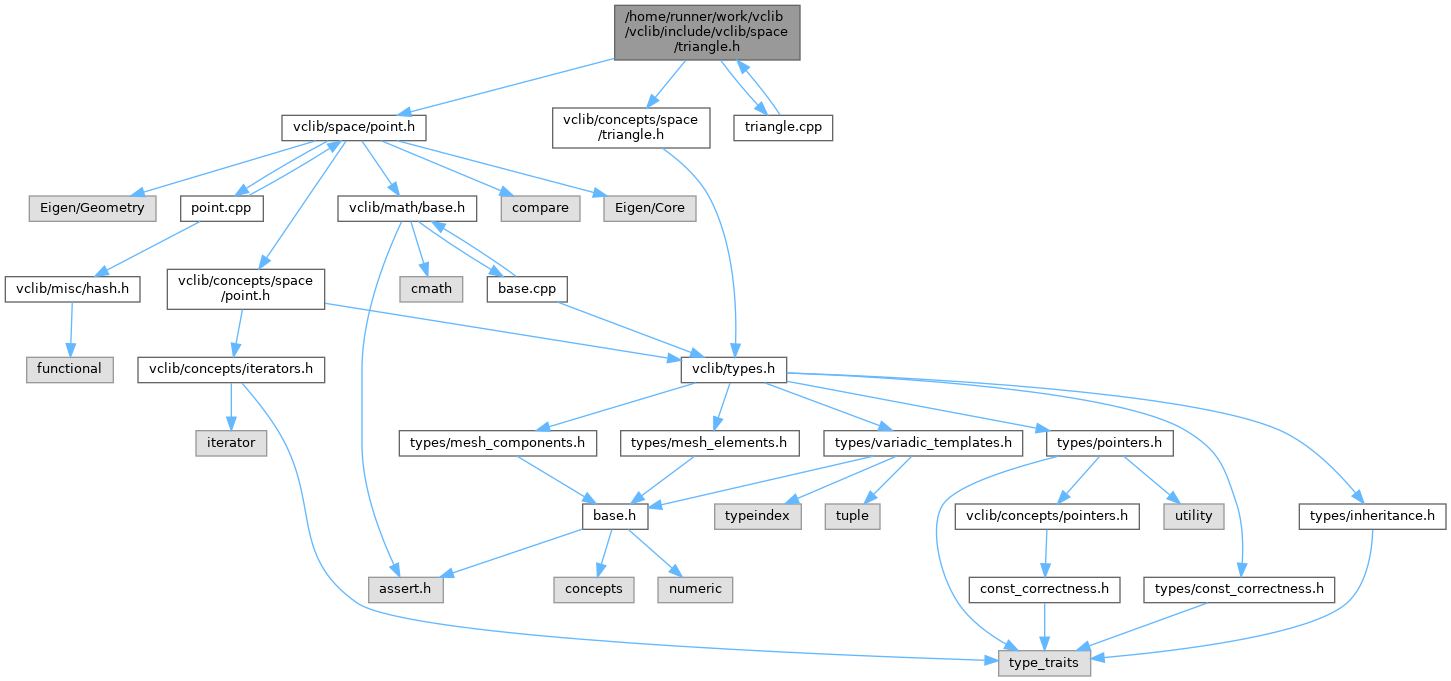 /home/runner/work/vclib
/vclib/include/vclib/space
/triangle.h
vclib/space/point.h
vclib/concepts/space
/triangle.h
triangle.cpp
Eigen/Geometry
point.cpp
vclib/math/base.h
compare
Eigen/Core
vclib/misc/hash.h
vclib/concepts/space
/point.h
cmath
base.cpp
functional
vclib/concepts/iterators.h
vclib/types.h
iterator
types/mesh_components.h
types/mesh_elements.h
types/variadic_templates.h
types/pointers.h
base.h
typeindex
tuple
vclib/concepts/pointers.h
utility
types/inheritance.h
assert.h
concepts
numeric
const_correctness.h
types/const_correctness.h
type_traits